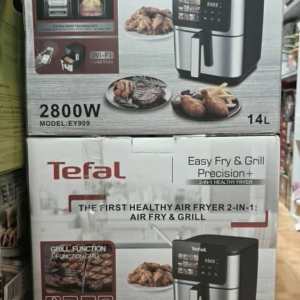 FUNCTION
2800W
MODEL:EY909
14L
Tefal
Easy Fry & Grill
Precision+
2-IN-1 HEALTHY FRYER
THE FIRST HEALTHY AIR FRYER 2-IN-1:
AIR FRY & GRILL
GRILL FUNCTION
Tefal